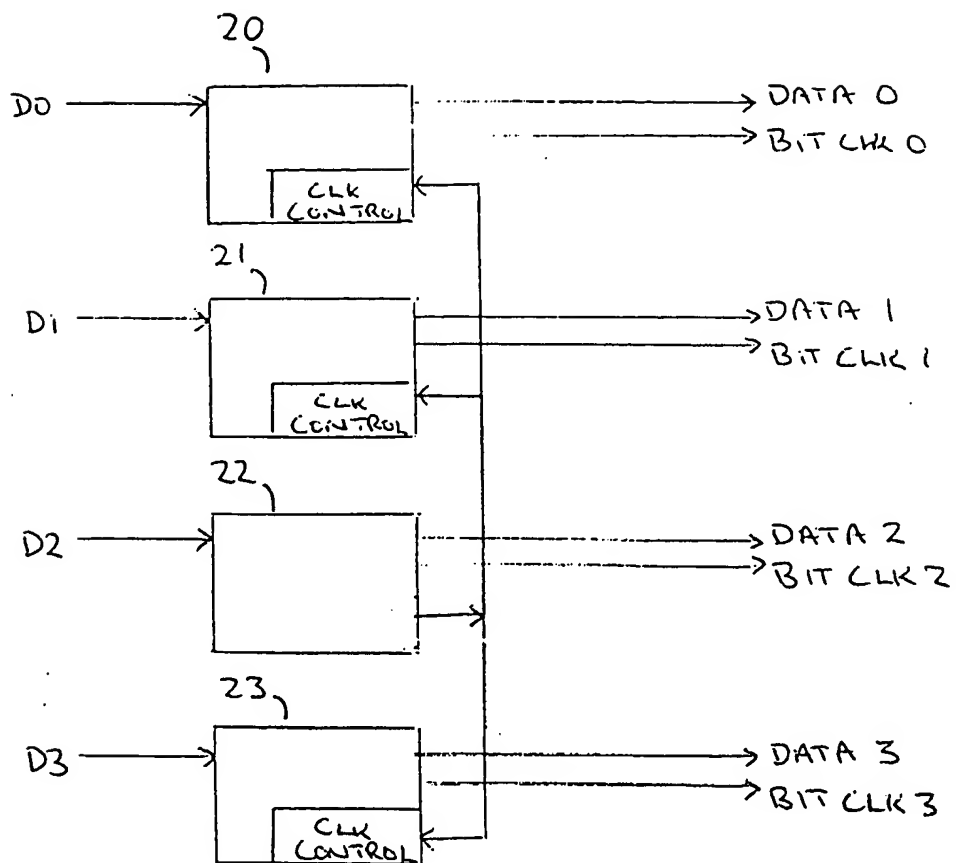 20
D0
DATA 0
BIT CLK 0
CLK
CONTROL
21
D1
DATA 1
BIT CLK 1
CLK
CONTROL
22
D2
DATA 2
BIT CLK 2
23
D3
DATA 3
BIT CLK 3
CLK
CONTROL